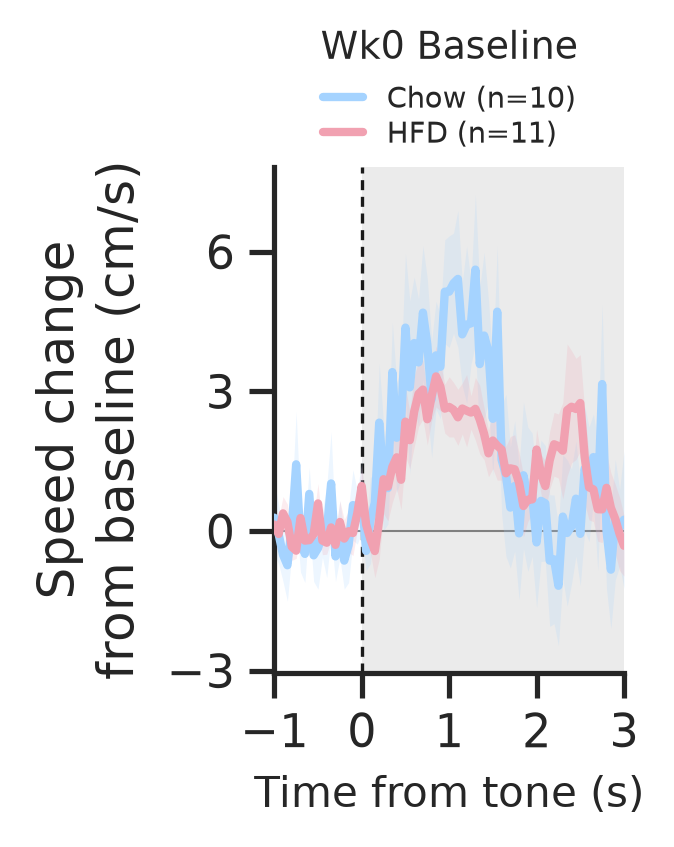 Wk0 Baseline
Chow (n=10)
HFD (n=11)
Speed change
from baseline (cm/s)
6
3
0
−3
−1 0 1 2 3
Time from tone (s)